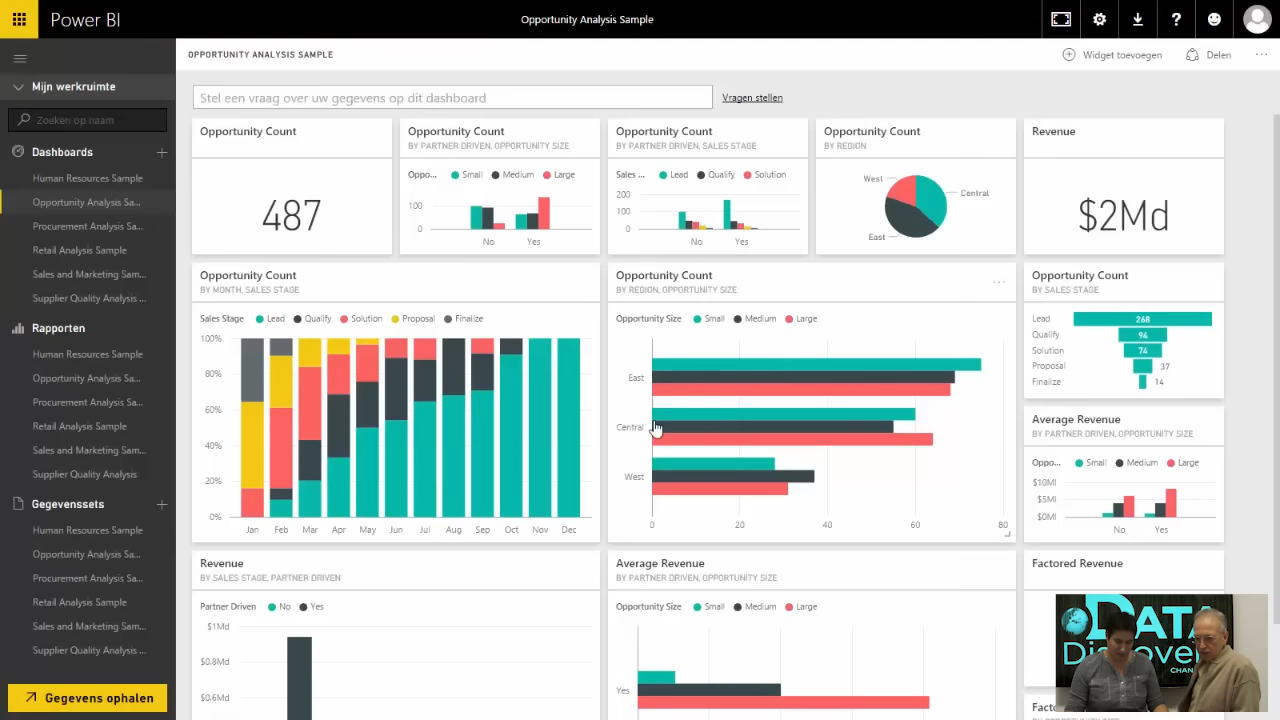 Power BI
Opportunity Analysis Sample
OPPORTUNITY ANALYSIS SAMPLE
Widget toevoegen
Delen
Mijn werkruimte
Zoeken op naam
Dashboards
Human Resources Sample
Opportunity Analysis Sa...
Procurement Analysis Sa...
Retail Analysis Sample
Sales and Marketing Sam...
Supplier Quality Analysis ...
Rapporten
Human Resources Sample
Opportunity Analysis Sa...
Procurement Analysis Sa...
Retail Analysis Sample
Sales and Marketing Sam...
Supplier Quality Analysis
Gegevenssets
Human Resources Sample
Opportunity Analysis Sa...
Procurement Analysis Sa...
Retail Analysis Sample
Sales and Marketing Sam...
Supplier Quality Analysis ...
Gegevens ophalen
Stel een vraag over uw gegevens op dit dashboard
Vragen stellen
Opportunity Count
487
Opportunity Count
BY PARTNER DRIVEN, OPPORTUNITY SIZE
Oppo... Small Medium Large
100
0
No Yes
Opportunity Count
BY PARTNER DRIVEN, SALES STAGE
Sales ... Lead Qualify Solution
200
100
0
No Yes
Opportunity Count
BY REGION
West
Central
East
Revenue
$2Md
Opportunity Count
BY MONTH, SALES STAGE
Sales Stage Lead Qualify Solution Proposal Finalize
100%
80%
60%
40%
20%
0%
Jan Feb Mar Apr May Jun Jul Aug Sep Oct Nov Dec
Opportunity Count
BY REGION, OPPORTUNITY SIZE
Opportunity Size Small Medium Large
East
Central
West
0 20 40 60 80
Opportunity Count
BY SALES STAGE
Lead 268
Qualify 94
Solution 74
Proposal 37
Finalize 14
Average Revenue
BY PARTNER DRIVEN, OPPORTUNITY SIZE
Oppo... Small Medium Large
$10Ml
$5Ml
$0Ml
No Yes
Revenue
BY SALES STAGE, PARTNER DRIVEN
Partner Driven No Yes
$1Md
$0.8Md
$0.6Md
Average Revenue
BY PARTNER DRIVEN, OPPORTUNITY SIZE
Opportunity Size Small Medium Large
Yes
Factored Revenue
DATA
Discove
CHAN